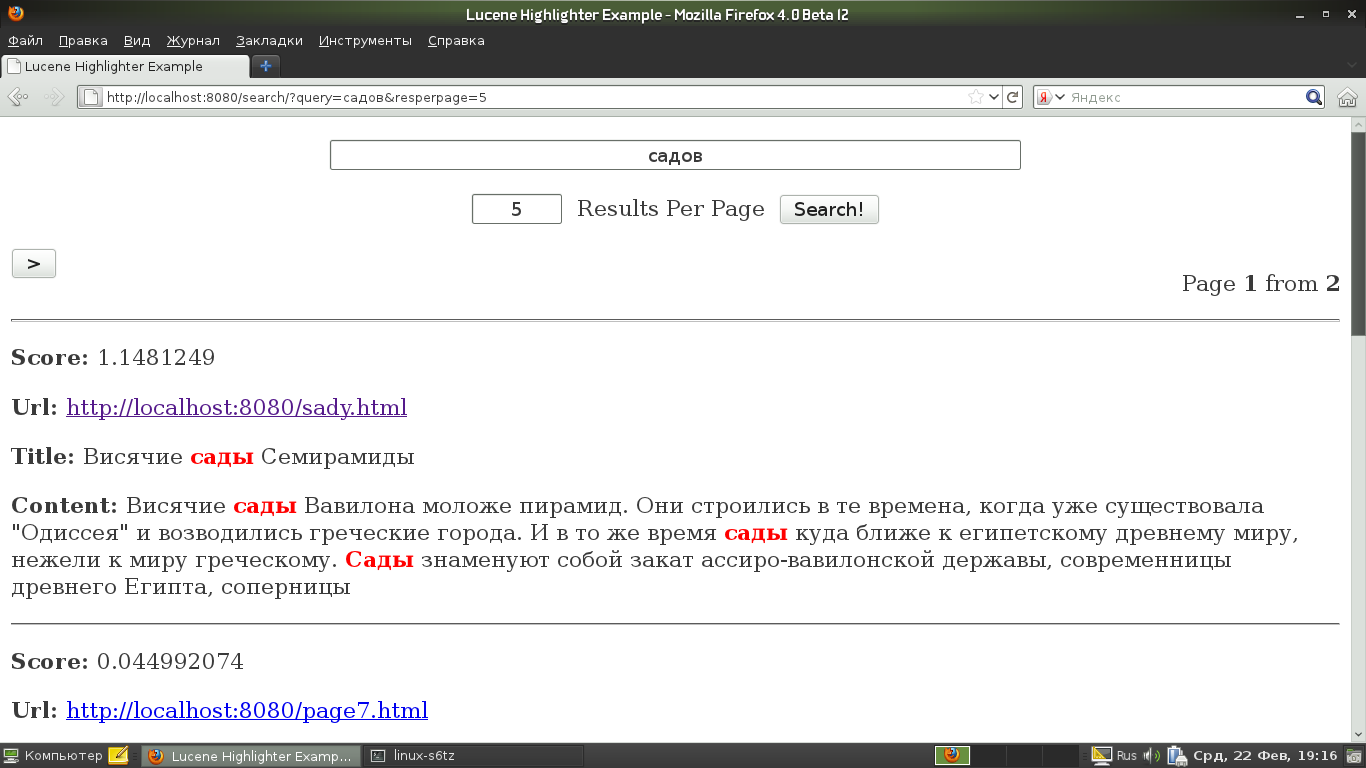 Lucene Highlighter Example - Mozilla Firefox 4.0 Beta 12
Файл Правка Вид Журнал Закладки Инструменты Справка
Lucene Highlighter Example
http://localhost:8080/search/?query=садов&resperpage=5
Яндекс
садов
5 Results Per Page Search!
>
Page 1 from 2
Score: 1.1481249
Url: http://localhost:8080/sady.html
Title: Висячие сады Семирамиды
Content: Висячие сады Вавилона моложе пирамид. Они строились в те времена, когда уже существовала
"Одиссея" и возводились греческие города. И в то же время сады куда ближе к египетскому древнему миру,
нежели к миру греческому. Сады знаменуют собой закат ассиро-вавилонской державы, современницы
древнего Египта, соперницы
Score: 0.044992074
Url: http://localhost:8080/page7.html
Компьютер Lucene Highlighter Examp... linux-s6tz Rus Срд, 22 Фев, 19:16